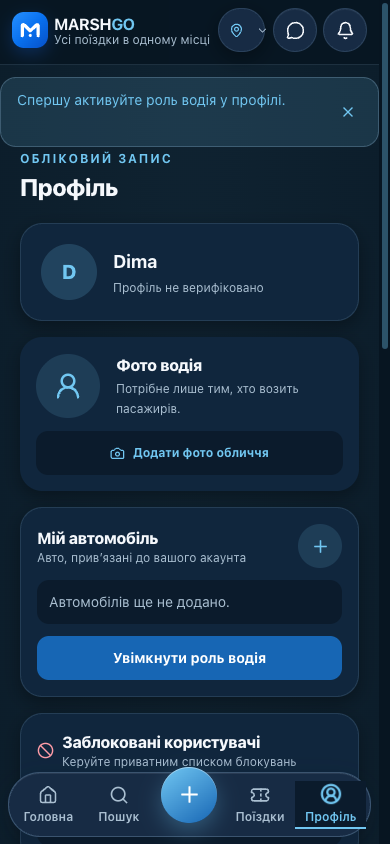 MARSHGO
Усі поїздки в одному місці
Спершу активуйте роль водія у профілі.
ОБЛІКОВИЙ ЗАПИС
Профіль
D
Dima
Профіль не верифіковано
Фото водія
Потрібне лише тим, хто возить
пасажирів.
Додати фото обличчя
Мій автомобіль
Авто, прив’язані до вашого акаунта
Автомобілів ще не додано.
Увімкнути роль водія
Заблоковані користувачі
Керуйте приватним списком блокувань
Головна
Пошук
Поїздки
Профіль